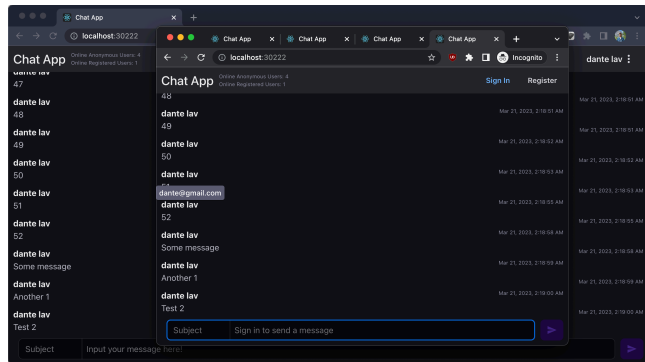 Chat App
localhost:30222
Chat App
Online Anonymous Users: 4
Online Registered Users: 1
dante lav
47
dante lav
48
dante lav
49
dante lav
50
dante lav
51
dante lav
52
dante lav
Some message
dante lav
Another 1
dante lav
Test 2
Subject
Input your message here!
Chat App
Chat App
Chat App
Chat App
localhost:30222
Incognito
Chat App
Online Anonymous Users: 4
Online Registered Users: 1
Sign In
Register
48
dante lav
Mar 21, 2023, 2:18:51 AM
49
dante lav
Mar 21, 2023, 2:18:52 AM
50
dante lav
Mar 21, 2023, 2:18:53 AM
51
dante@gmail.com
dante lav
Mar 21, 2023, 2:18:55 AM
52
dante lav
Mar 21, 2023, 2:18:58 AM
Some message
dante lav
Mar 21, 2023, 2:18:59 AM
Another 1
dante lav
Mar 21, 2023, 2:19:00 AM
Test 2
Subject
Sign in to send a message
dante lav
Mar 21, 2023, 2:18:51 AM
Mar 21, 2023, 2:18:51 AM
Mar 21, 2023, 2:18:52 AM
Mar 21, 2023, 2:18:53 AM
Mar 21, 2023, 2:18:55 AM
Mar 21, 2023, 2:18:58 AM
Mar 21, 2023, 2:18:59 AM
Mar 21, 2023, 2:19:00 AM